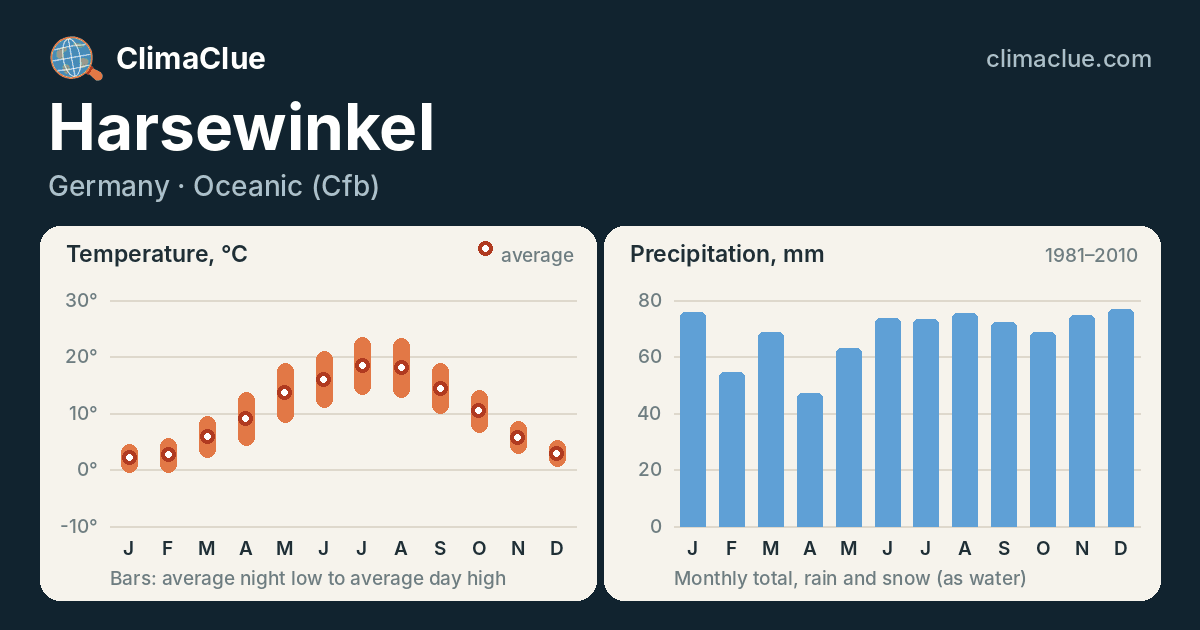 ClimaClue
climaclue.com
Harsewinkel
Germany · Oceanic (Cfb)
Temperature, °C
average
30°
20°
10°
0°
-10°
J F M A M J J A S O N D
Bars: average night low to average day high
Precipitation, mm
1981–2010
80
60
40
20
0
J F M A M J J A S O N D
Monthly total, rain and snow (as water)